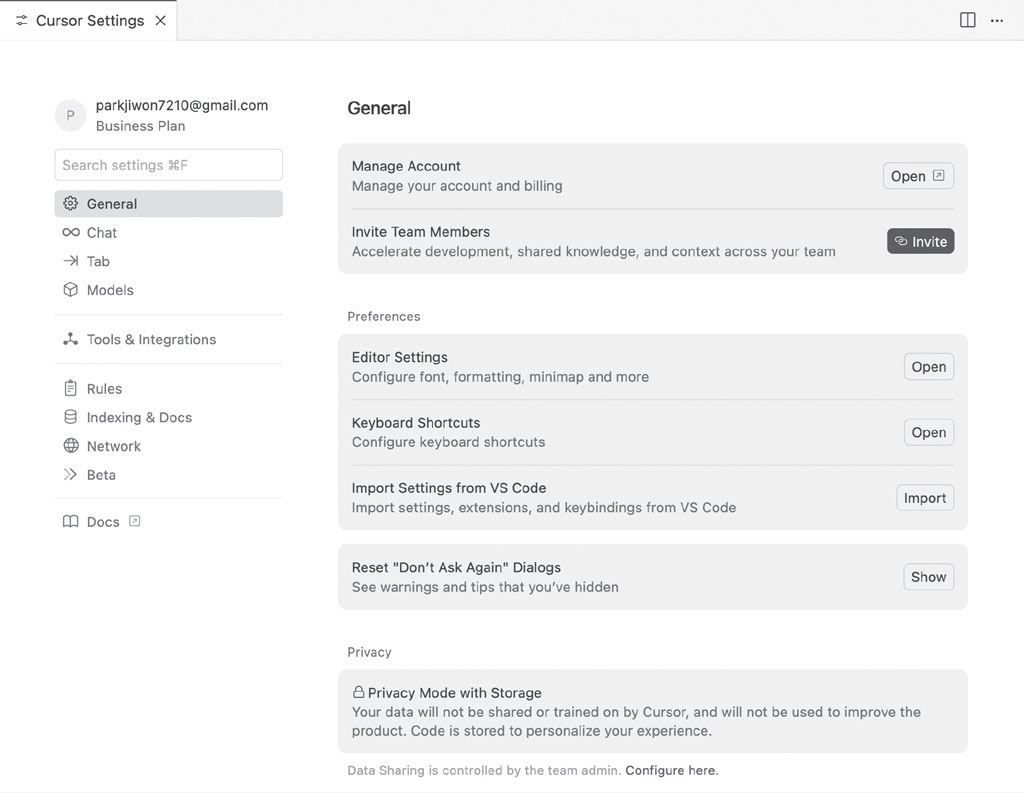 Cursor Settings
P
parkjiwon7210@gmail.com
Business Plan
Search settings ⌘F
General
Chat
Tab
Models
Tools & Integrations
Rules
Indexing & Docs
Network
Beta
Docs
General
Manage Account
Manage your account and billing
Open
Invite Team Members
Accelerate development, shared knowledge, and context across your team
Invite
Preferences
Editor Settings
Configure font, formatting, minimap and more
Open
Keyboard Shortcuts
Configure keyboard shortcuts
Open
Import Settings from VS Code
Import settings, extensions, and keybindings from VS Code
Import
Reset "Don’t Ask Again" Dialogs
See warnings and tips that you’ve hidden
Show
Privacy
Privacy Mode with Storage
Your data will not be shared or trained on by Cursor, and will not be used to improve the
product. Code is stored to personalize your experience.
Data Sharing is controlled by the team admin. Configure here.